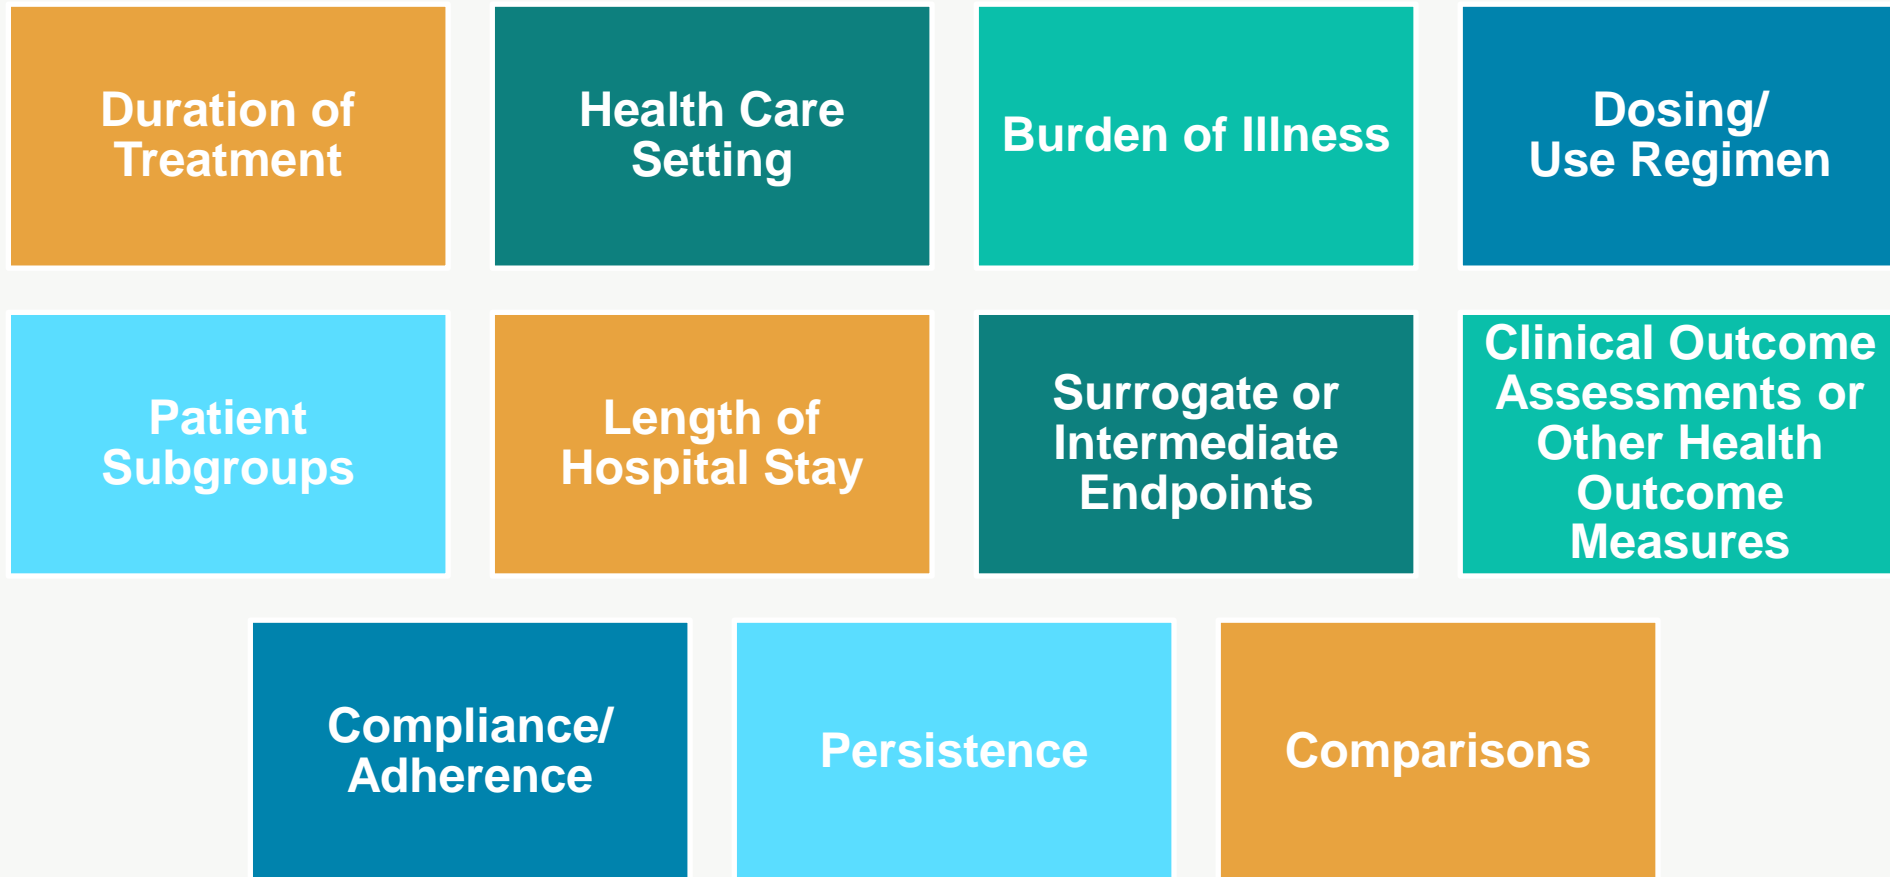 Duration of
Treatment
Health Care
Setting
Burden of Illness
Dosing/
Use Regimen
Patient
Subgroups
Length of
Hospital Stay
Surrogate or
Intermediate
Endpoints
Clinical Outcome
Assessments or
Other Health
Outcome
Measures
Compliance/
Adherence
Persistence
Comparisons